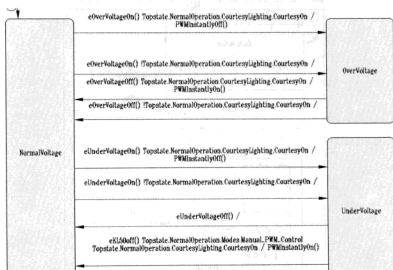 eOverVoltageOn() ?Topstate.NormalOperation.CourtesyLighting.CourtesyOn /
PWMInstantlyOff()
eOverVoltageOn() !Topstate.NormalOperation.CourtesyLighting.CourtesyOn /
eOverVoltageOff() ?Topstate.NormalOperation.CourtesyLighting.CourtesyOn /
PWMInstantlyOn()
eOverVoltageOff() !Topstate.NormalOperation.CourtesyLighting.CourtesyOn /
OverVoltage
NormalVoltage
eUnderVoltageOn() ?Topstate.NormalOperation.CourtesyLighting.CourtesyOn /
PWMInstantlyOff()
eUnderVoltageOn() !Topstate.NormalOperation.CourtesyLighting.CourtesyOn /
eUnderVoltageOff() /
UnderVoltage
eKL50off() Topstate.NormalOperation.Modes.Manual_PWM_Control
Topstate.NormalOperation.CourtesyLighting.CourtesyOn / PWMInstantlyOn()